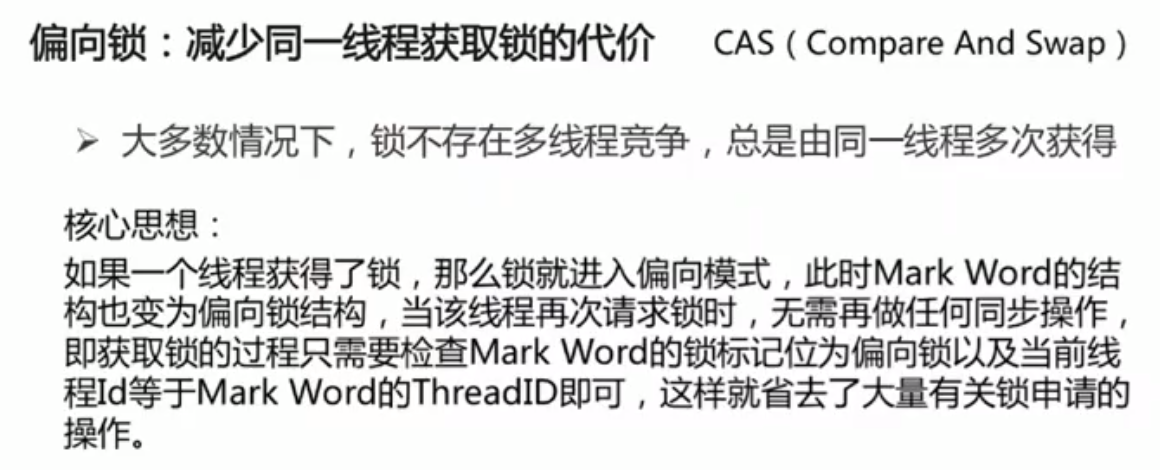 偏向锁：减少同一线程获取锁的代价 CAS（Compare And Swap）
➢ 大多数情况下，锁不存在多线程竞争，总是由同一线程多次获得
核心思想：
如果一个线程获得了锁，那么锁就进入偏向模式，此时Mark Word的结
构也变为偏向锁结构，当该线程再次请求锁时，无需再做任何同步操作，
即获取锁的过程只需要检查Mark Word的锁标记位为偏向锁以及当前线
程Id等于Mark Word的ThreadID即可，这样就省去了大量有关锁申请的
操作。